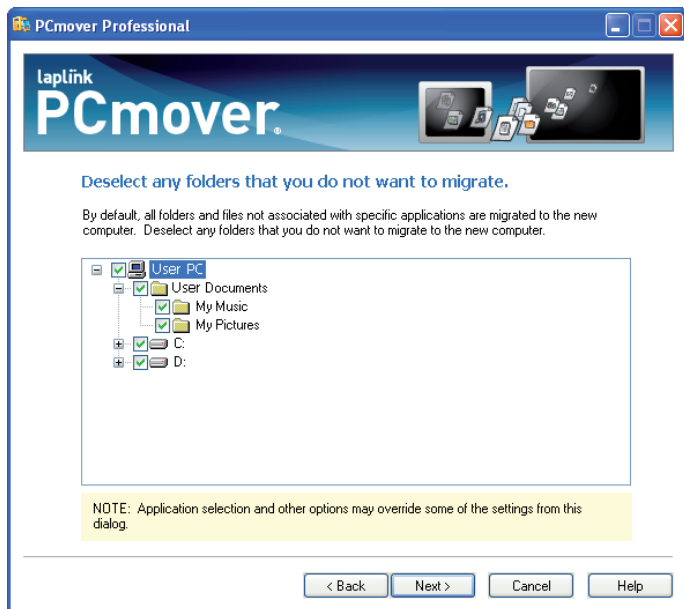 PCmover Professional
laplink
PCmover®
Deselect any folders that you do not want to migrate.
By default, all folders and files not associated with specific applications are migrated to the new
computer. Deselect any folders that you do not want to migrate to the new computer.
User PC
User Documents
My Music
My Pictures
C:
D:
NOTE: Application selection and other options may override some of the settings from this
dialog.
< Back
Next >
Cancel
Help